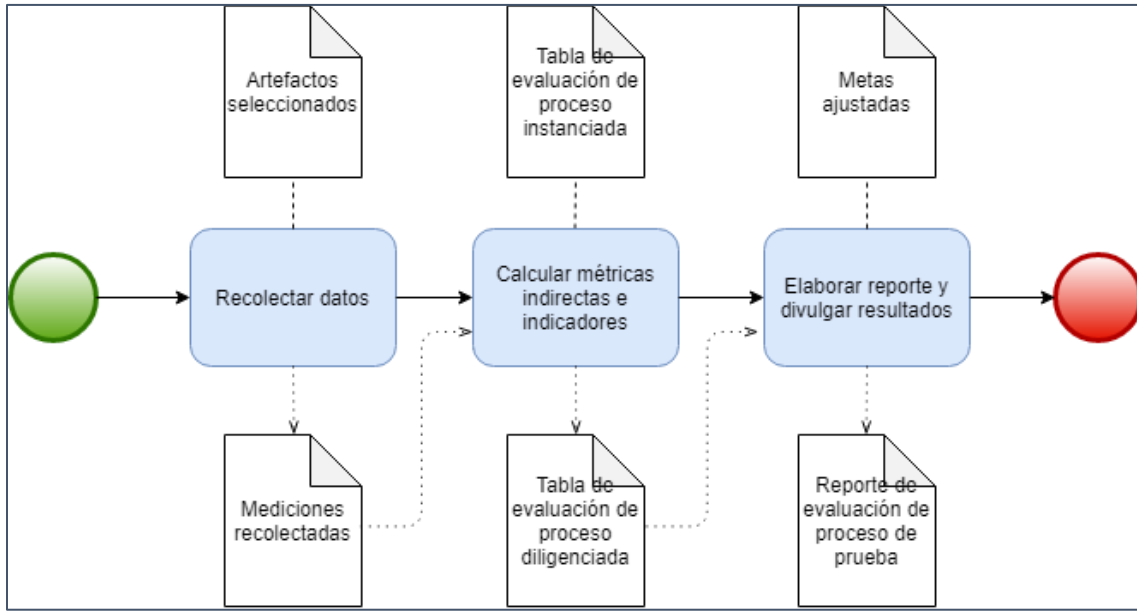 Artefactos
seleccionados
Tabla de
evaluación de
proceso
instanciada
Metas
ajustadas
Recolectar datos
Calcular métricas
indirectas e
indicadores
Elaborar reporte y
divulgar resultados
Mediciones
recolectadas
Tabla de
evaluación de
proceso
diligenciada
Reporte de
evaluación de
proceso de
prueba